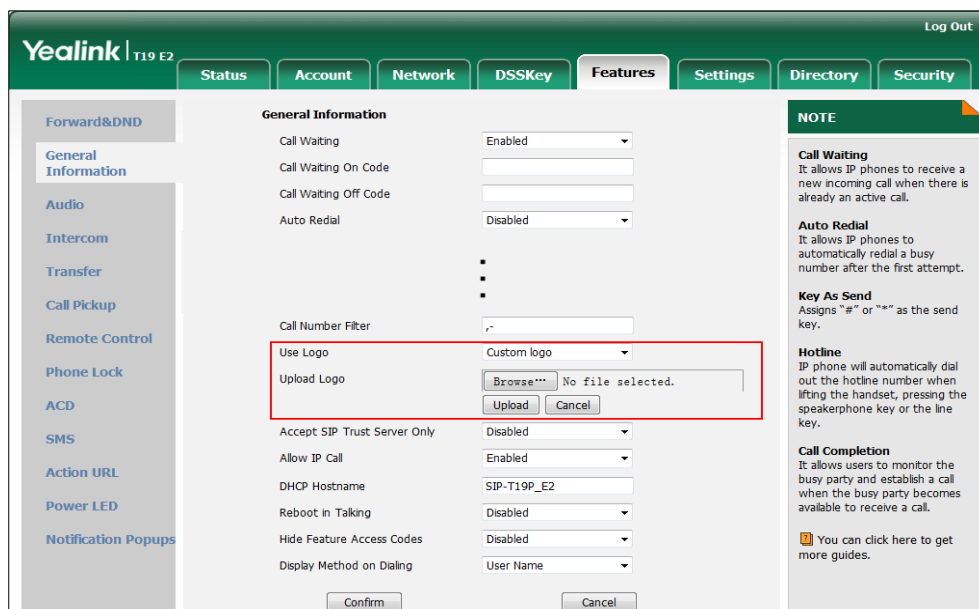 Log Out
Yealink | T19 E2
Status Account Network DSSKey Features Settings Directory Security
Forward&DND
General
Information
Audio
Intercom
Transfer
Call Pickup
Remote Control
Phone Lock
ACD
SMS
Action URL
Power LED
Notification Popups
General Information
Call Waiting Enabled
Call Waiting On Code
Call Waiting Off Code
Auto Redial Disabled
Call Number Filter ,-
Use Logo Custom logo
Upload Logo Browse... No file selected.
Upload Cancel
Accept SIP Trust Server Only Disabled
Allow IP Call Enabled
DHCP Hostname SIP-T19P_E2
Reboot in Talking Disabled
Hide Feature Access Codes Disabled
Display Method on Dialing User Name
Confirm Cancel
NOTE
Call Waiting
It allows IP phones to receive a
new incoming call when there is
already an active call.
Auto Redial
It allows IP phones to
automatically redial a busy
number after the first attempt.
Key As Send
Assigns "#" or "*" as the send
key.
Hotline
IP phone will automatically dial
out the hotline number when
lifting the handset, pressing the
speakerphone key or the line
key.
Call Completion
It allows users to monitor the
busy party and establish a call
when the busy party becomes
available to receive a call.
? You can click here to get
more guides.